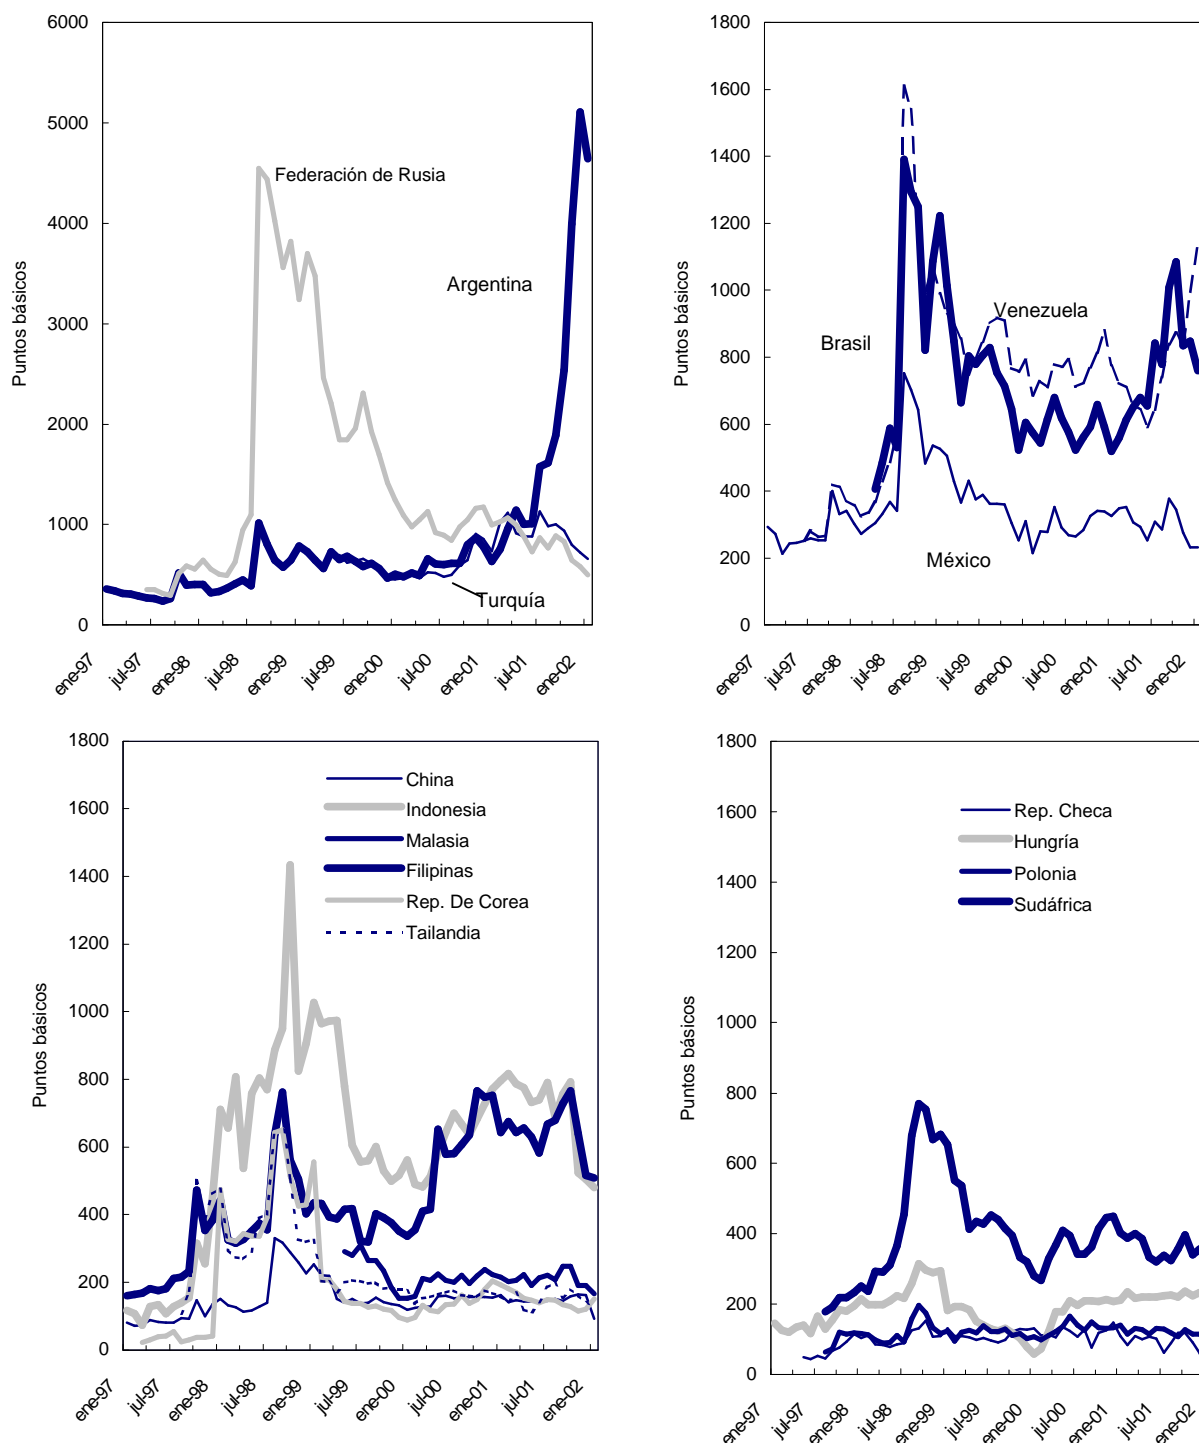 6000
5000
4000
3000
2000
1000
0
Puntos básicos
Federación de Rusia
Argentina
Turquía
ene-97
jul-97
ene-98
jul-98
ene-99
jul-99
ene-00
jul-00
ene-01
jul-01
ene-02
1800
1600
1400
1200
1000
800
600
400
200
0
Puntos básicos
Brasil
Venezuela
México
ene-97
jul-97
ene-98
jul-98
ene-99
jul-99
ene-00
jul-00
ene-01
jul-01
ene-02
1800
1600
1400
1200
1000
800
600
400
200
0
Puntos básicos
China
Indonesia
Malasia
Filipinas
Rep. De Corea
Tailandia
ene-97
jul-97
ene-98
jul-98
ene-99
jul-99
ene-00
jul-00
ene-01
jul-01
ene-02
1800
1600
1400
1200
1000
800
600
400
200
0
Puntos básicos
Rep. Checa
Hungría
Polonia
Sudáfrica
ene-97
jul-97
ene-98
jul-98
ene-99
jul-99
ene-00
jul-00
ene-01
jul-01
ene-02